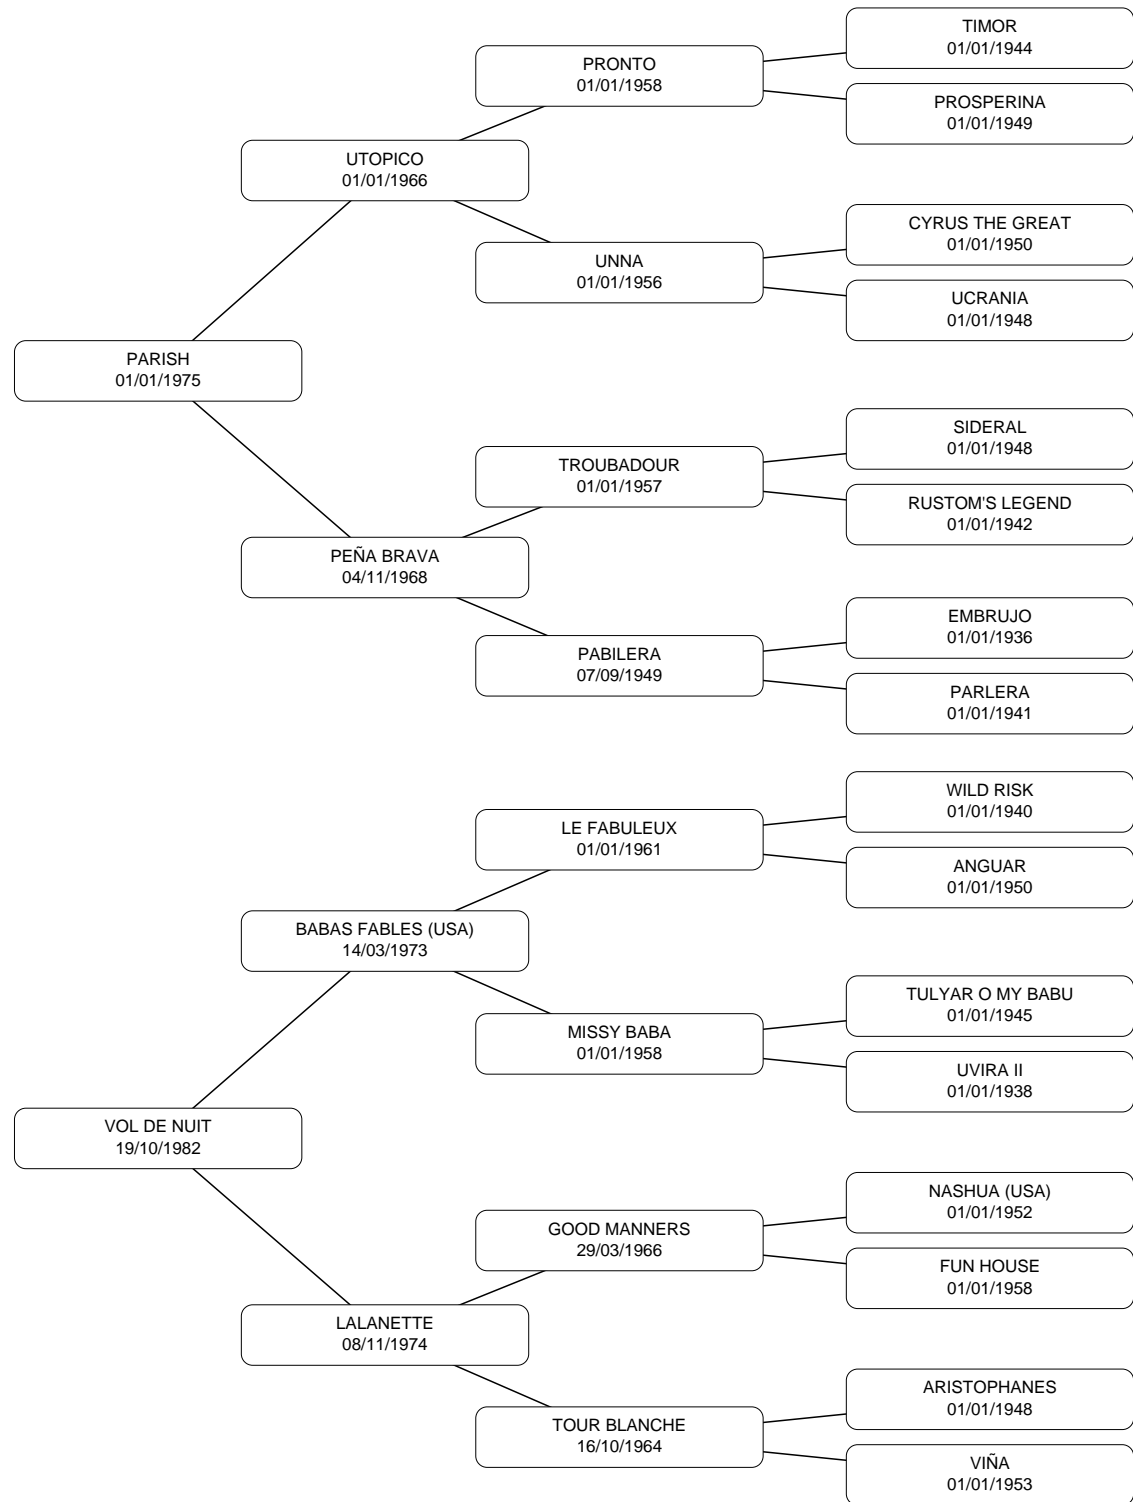 TIMOR
01/01/1944
PRONTO
01/01/1958
PROSPERINA
01/01/1949
UTOPICO
01/01/1966
CYRUS THE GREAT
01/01/1950
UNNA
01/01/1956
UCRANIA
01/01/1948
PARISH
01/01/1975
SIDERAL
01/01/1948
TROUBADOUR
01/01/1957
RUSTOM'S LEGEND
01/01/1942
PEÑA BRAVA
04/11/1968
EMBRUJO
01/01/1936
PABILERA
07/09/1949
PARLERA
01/01/1941
WILD RISK
01/01/1940
LE FABULEUX
01/01/1961
ANGUAR
01/01/1950
BABAS FABLES (USA)
14/03/1973
TULYAR O MY BABU
01/01/1945
MISSY BABA
01/01/1958
UVIRA II
01/01/1938
VOL DE NUIT
19/10/1982
NASHUA (USA)
01/01/1952
GOOD MANNERS
29/03/1966
FUN HOUSE
01/01/1958
LALANETTE
08/11/1974
ARISTOPHANES
01/01/1948
TOUR BLANCHE
16/10/1964
VIÑA
01/01/1953